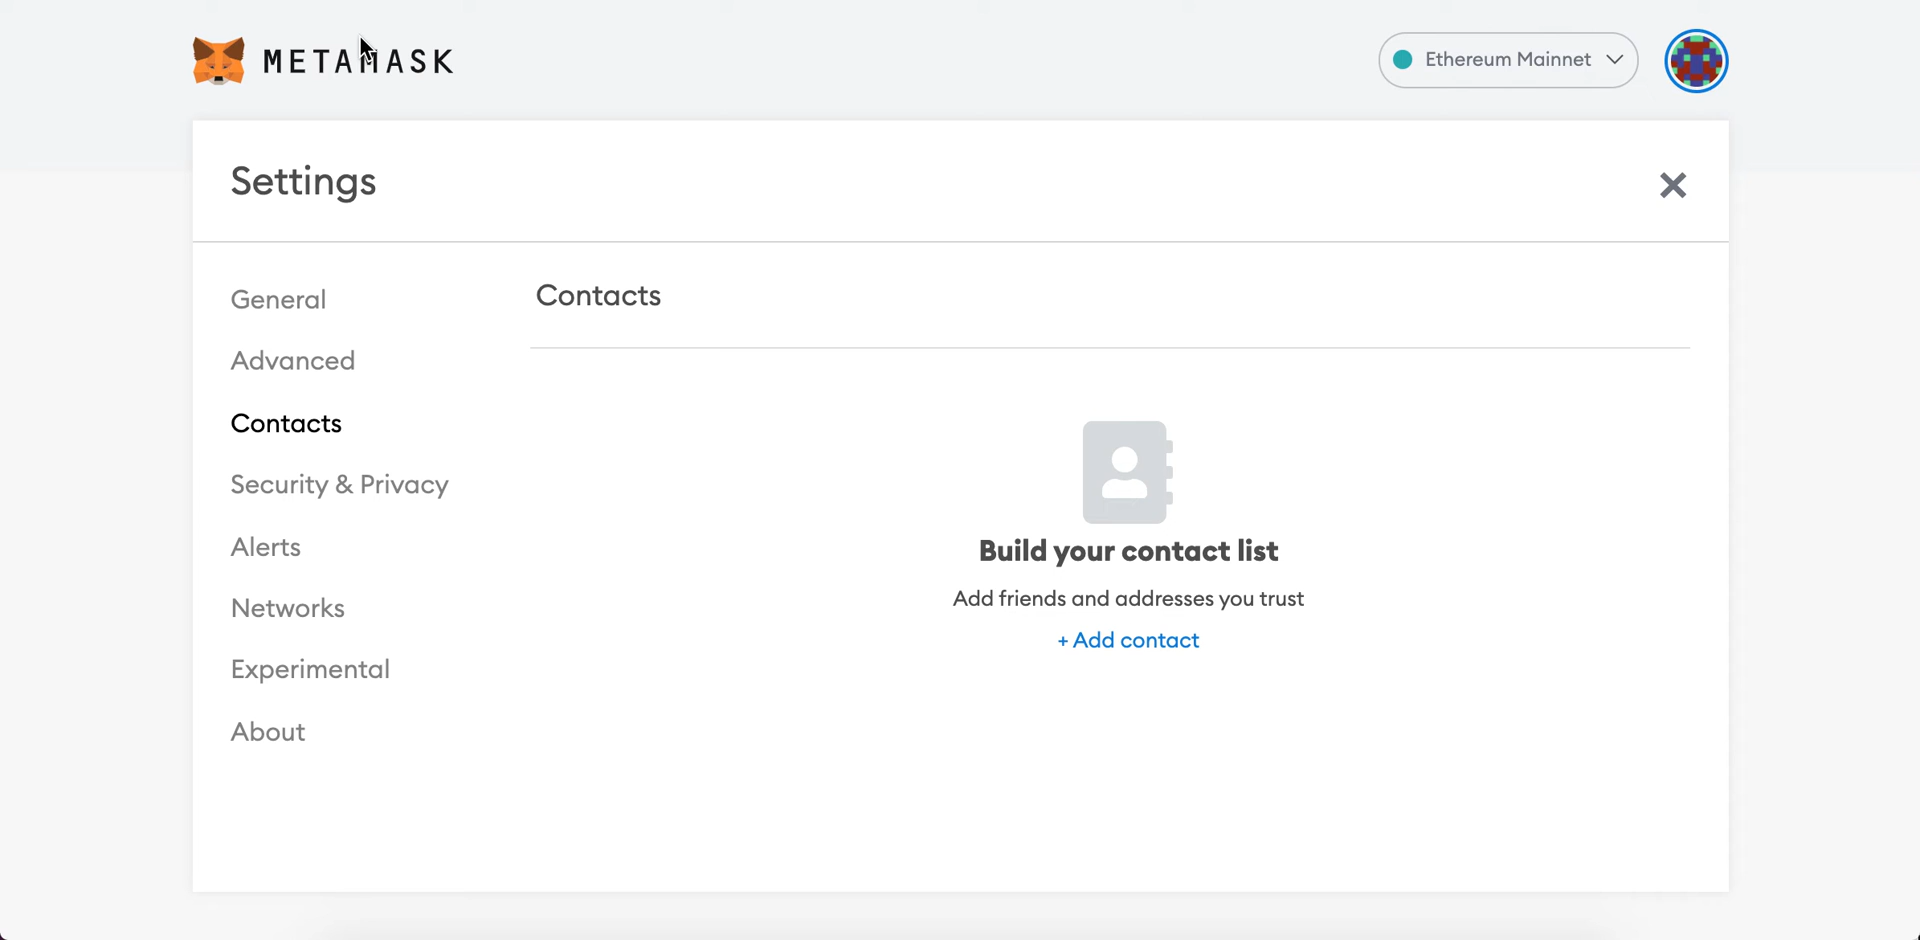 METAMASK
Ethereum Mainnet
Settings
General
Advanced
Contacts
Security & Privacy
Alerts
Networks
Experimental
About
Contacts
Build your contact list
Add friends and addresses you trust
+ Add contact